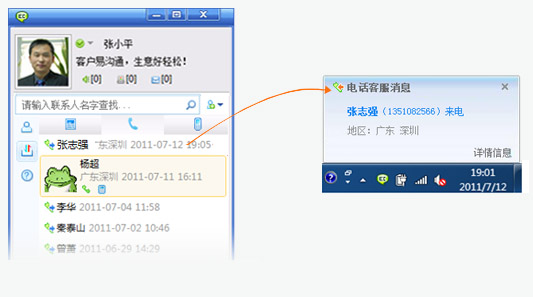 张小平
客户易沟通，生意好轻松！
[0] [0] [0]
请输入联系人名字查找...
张志强 广东深圳 2011-07-12 19:05
杨超
广东深圳 2011-07-11 16:11
李华 2011-07-04 11:58
秦泰山 2011-07-02 10:46
曾董 2011-06-29 14:29
电话客服消息
张志强（1351082566）来电
地区：广东 深圳
详情信息
19:01
2011/7/12